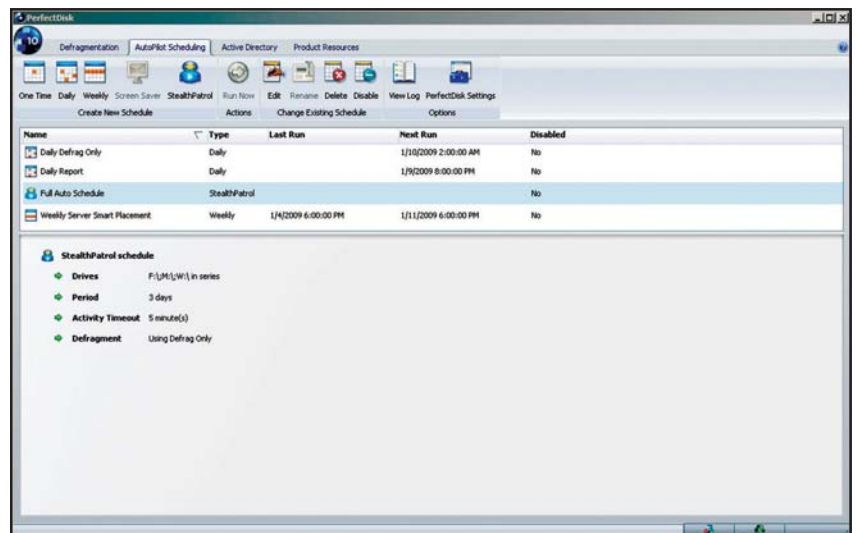 PerfectDisk
10
Defragmentation AutoPilot Scheduling Active Directory Product Resources
One Time Daily Weekly Screen Saver StealthPatrol Run Now Edit Rename Delete Disable View Log PerfectDisk Settings
Create New Schedule Actions Change Existing Schedule Options
Name Type Last Run Next Run Disabled
Daily Defrag Only Daily 1/10/2009 2:00:00 AM No
Daily Report Daily 1/9/2009 8:00:00 PM No
Full Auto Schedule StealthPatrol No
Weekly Server Smart Placement Weekly 1/4/2009 6:00:00 PM 1/11/2009 6:00:00 PM No
StealthPatrol schedule
Drives F:\;M:\;W:\ in series
Period 3 days
Activity Timeout 5 minute(s)
Defragment Using Defrag Only